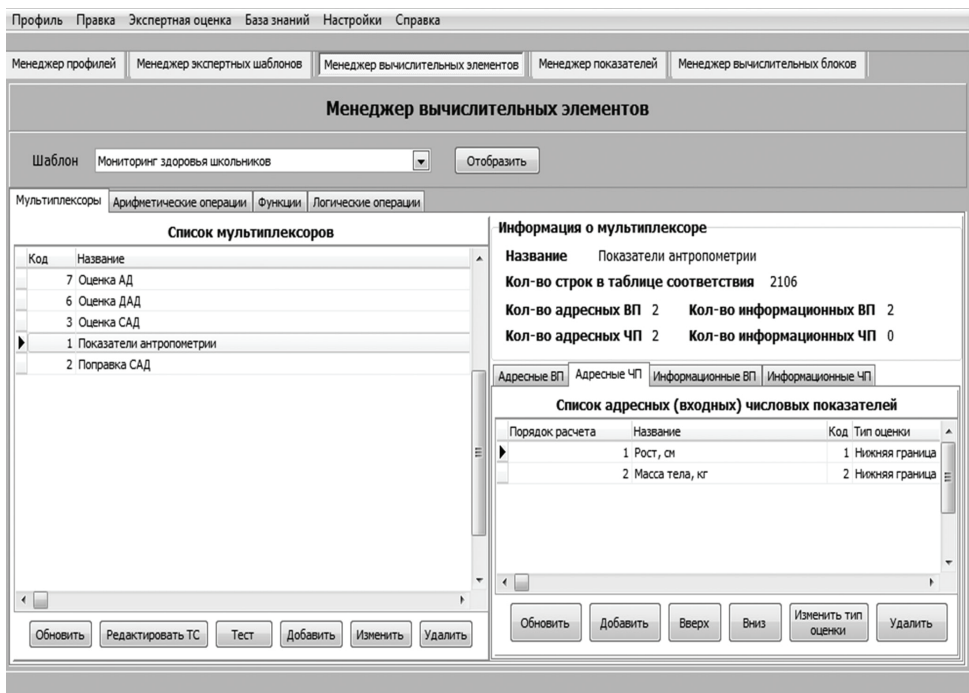 Профиль Правка Экспертная оценка База знаний Настройки Справка
Менеджер профилей Менеджер экспертных шаблонов Менеджер вычислительных элементов Менеджер показателей Менеджер вычислительных блоков
Менеджер вычислительных элементов
Шаблон Мониторинг здоровья школьников Отобразить
Мультиплексоры Арифметические операции Функции Логические операции
Список мультиплексоров
Код Название
7 Оценка АД
6 Оценка ДАД
3 Оценка САД
1 Показатели антропометрии
2 Поправка САД
Обновить Редактировать ТС Тест Добавить Изменить Удалить
Информация о мультиплексоре
Название Показатели антропометрии
Кол-во строк в таблице соответствия 2106
Кол-во адресных ВП 2 Кол-во информационных ВП 2
Кол-во адресных ЧП 2 Кол-во информационных ЧП 0
Адресные ВП Адресные ЧП Информационные ВП Информационные ЧП
Список адресных (входных) числовых показателей
Порядок расчета Название Код Тип оценки
1 Рост, см 1 Нижняя граница
2 Масса тела, кг 2 Нижняя граница
Обновить Добавить Вверх Вниз Изменить тип оценки Удалить